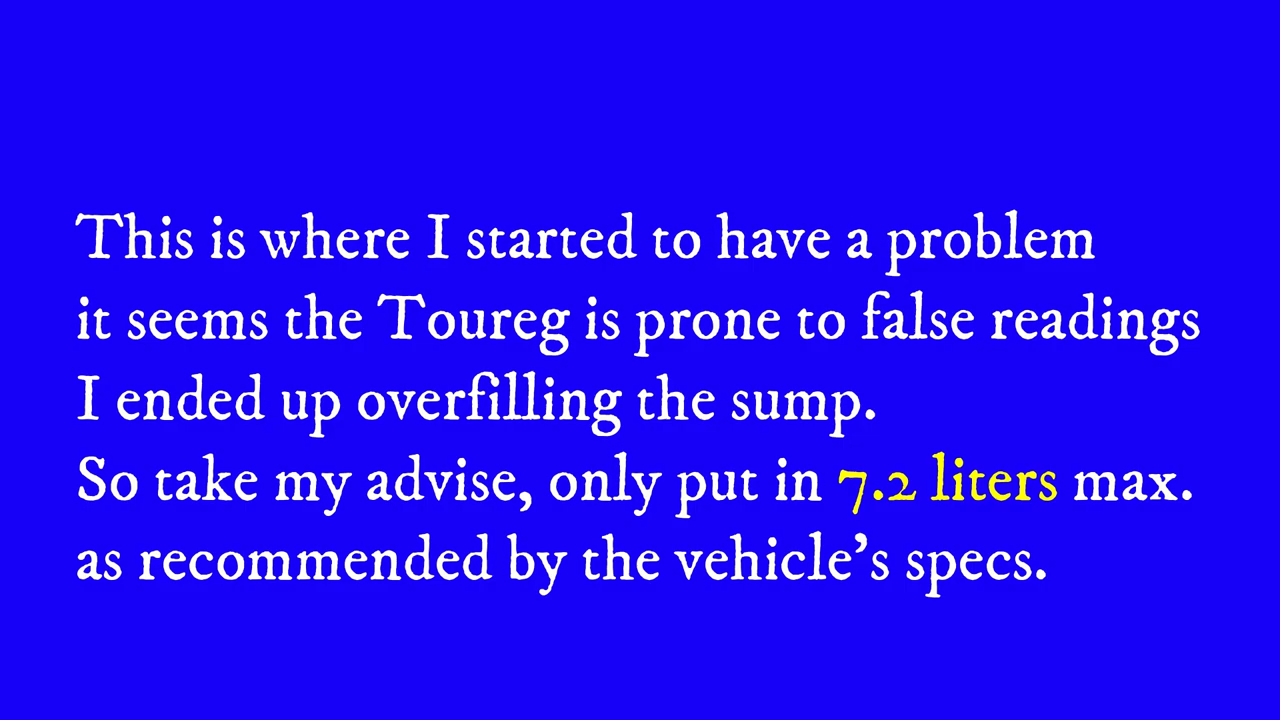 This is where I started to have a problem
it seems the Toureg is prone to false readings
I ended up overfilling the sump.
So take my advise, only put in 7.2 liters max.
as recommended by the vehicle's specs.